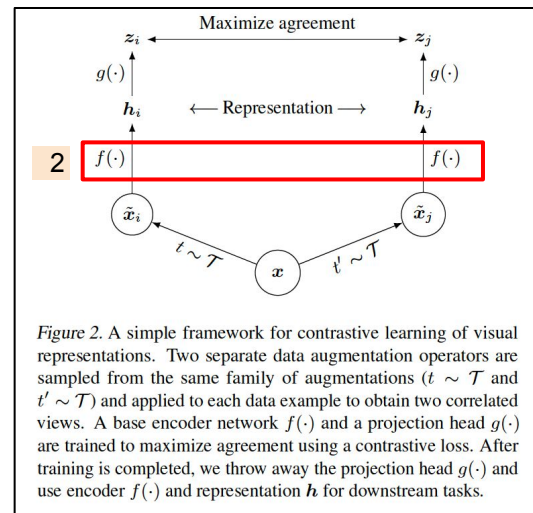 Maximize agreement
z_i z_j
g(·) g(·)
h_i ←— Representation —→ h_j
2 f(·) f(·)
x̃_i x̃_j
t ∼ 𝒯 t′ ∼ 𝒯
x
Figure 2. A simple framework for contrastive learning of visual
representations. Two separate data augmentation operators are
sampled from the same family of augmentations (t ∼ 𝒯 and
t′ ∼ 𝒯) and applied to each data example to obtain two correlated
views. A base encoder network f(·) and a projection head g(·)
are trained to maximize agreement using a contrastive loss. After
training is completed, we throw away the projection head g(·) and
use encoder f(·) and representation h for downstream tasks.